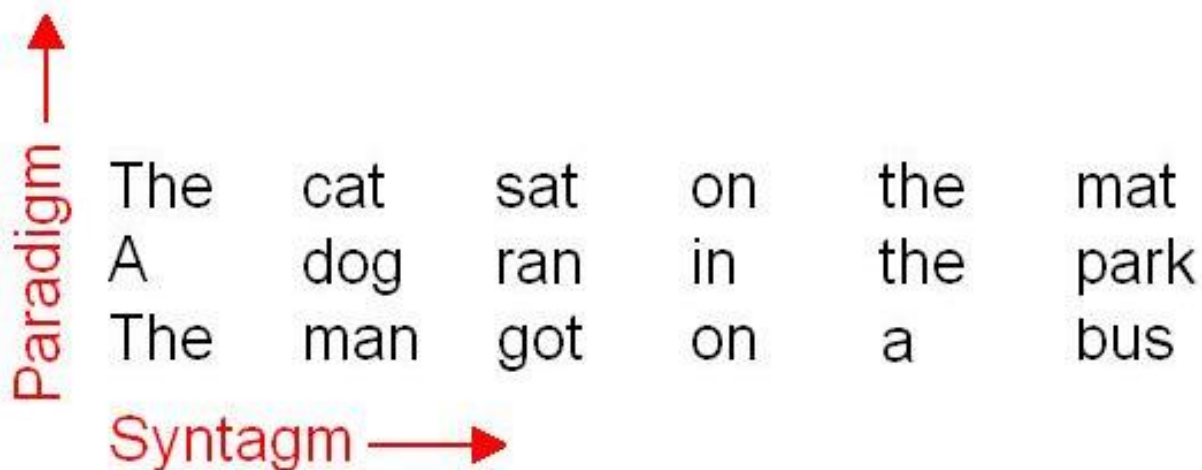 Paradigm
The cat sat on the mat
A dog ran in the park
The man got on a bus
Syntagm